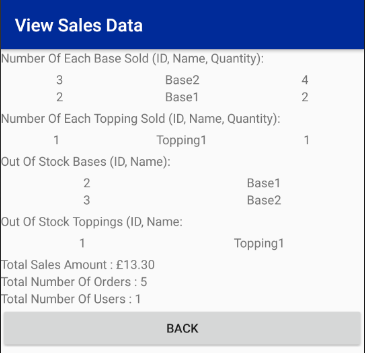 View Sales Data
Number Of Each Base Sold (ID, Name, Quantity):
3 Base2 4
2 Base1 2
Number Of Each Topping Sold (ID, Name, Quantity):
1 Topping1 1
Out Of Stock Bases (ID, Name):
2 Base1
3 Base2
Out Of Stock Toppings (ID, Name:
1 Topping1
Total Sales Amount : £13.30
Total Number Of Orders : 5
Total Number Of Users : 1
BACK